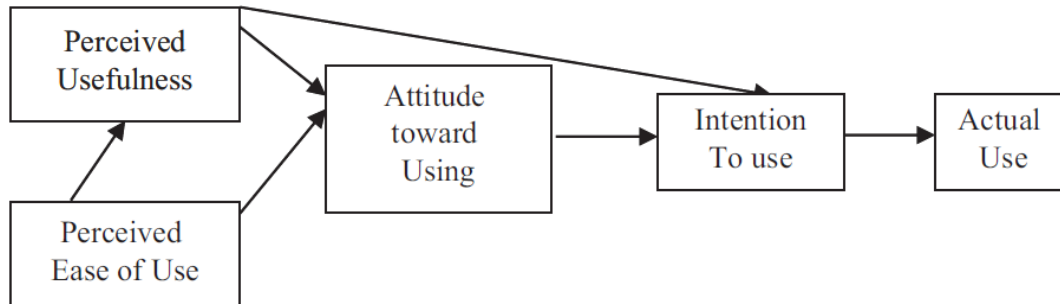 Perceived
Usefulness
Attitude
toward
Using
Intention
To use
Actual
Use
Perceived
Ease of Use